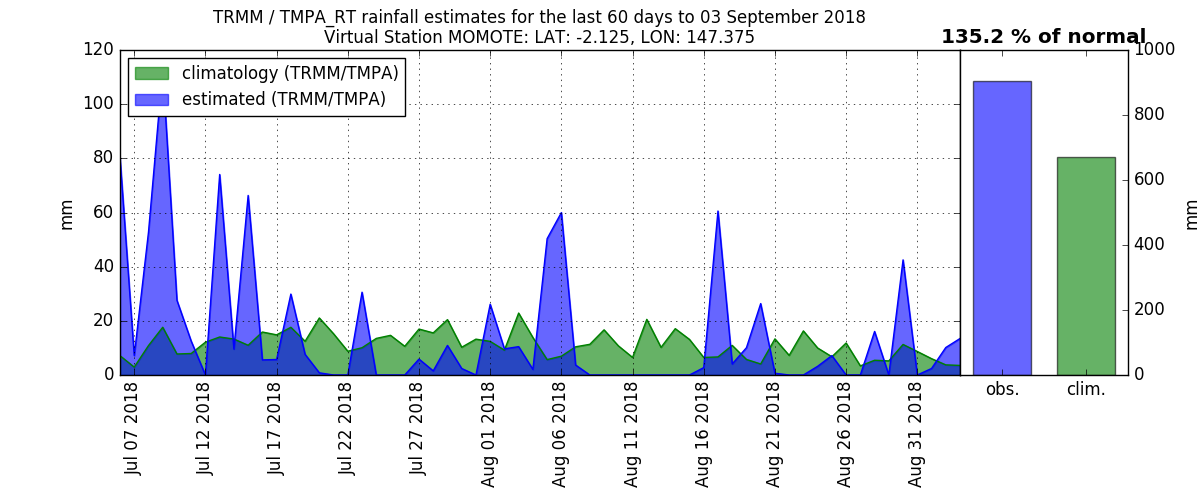 TRMM / TMPA_RT rainfall estimates for the last 60 days to 03 September 2018
Virtual Station MOMOTE: LAT: -2.125, LON: 147.375
135.2 % of normal
climatology (TRMM/TMPA)
estimated (TRMM/TMPA)
120
100
80
60
40
20
0
mm
Jul 07 2018
Jul 12 2018
Jul 17 2018
Jul 22 2018
Jul 27 2018
Aug 01 2018
Aug 06 2018
Aug 11 2018
Aug 16 2018
Aug 21 2018
Aug 26 2018
Aug 31 2018
obs.
clim.
1000
800
600
400
200
0
mm